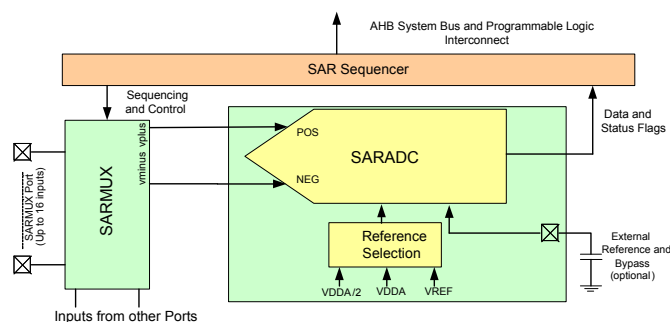 AHB System Bus and Programmable Logic
Interconnect
SAR Sequencer
Sequencing
and Control
Data and
Status Flags
vminus vplus
POS
SARADC
NEG
SARMUX
SARMUX Port
(Up to 16 inputs)
Reference
Selection
External
Reference and
Bypass
(optional)
VDDA/2
VDDA
VREF
Inputs from other Ports